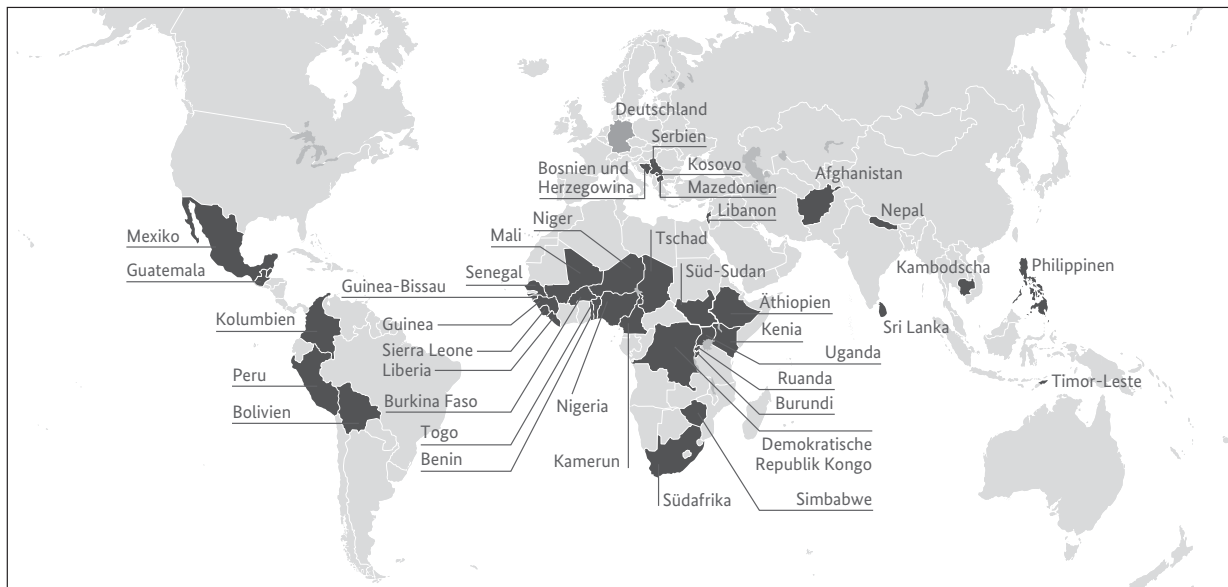 Deutschland
Serbien
Bosnien und
Herzegowina
Kosovo
Mazedonien
Afghanistan
Libanon
Nepal
Niger
Mexiko
Mali
Tschad
Guatemala
Senegal
Süd-Sudan
Kambodscha
Philippinen
Guinea-Bissau
Äthiopien
Kolumbien
Guinea
Kenia
Sri Lanka
Sierra Leone
Uganda
Liberia
Peru
Ruanda
Timor-Leste
Burkina Faso
Nigeria
Burundi
Bolivien
Togo
Demokratische
Republik Kongo
Benin
Kamerun
Südafrika
Simbabwe